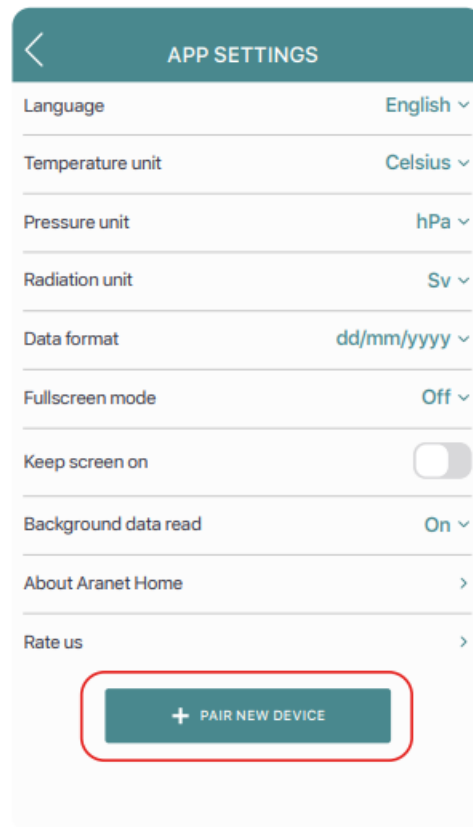 APP SETTINGS
Language English
Temperature unit Celsius
Pressure unit hPa
Radiation unit Sv
Data format dd/mm/yyyy
Fullscreen mode Off
Keep screen on
Background data read On
About Aranet Home
Rate us
+ PAIR NEW DEVICE